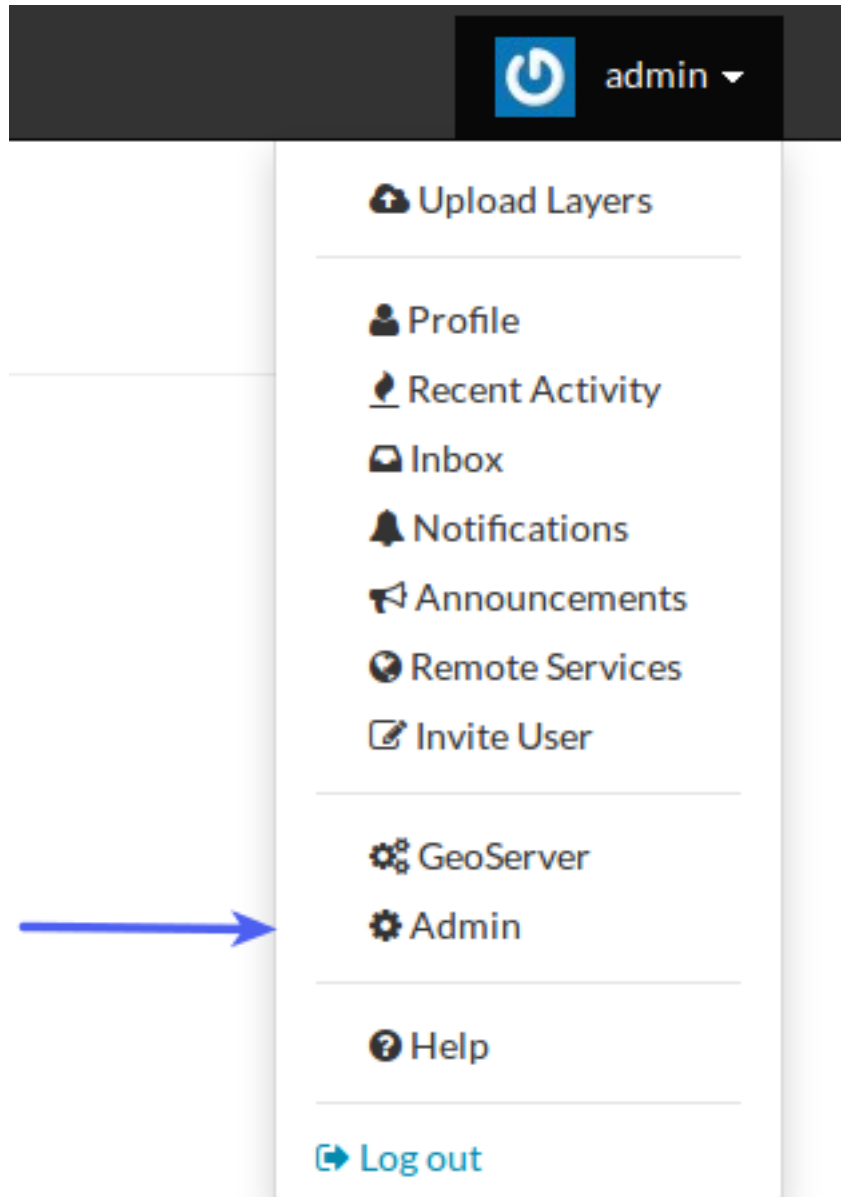 admin
Upload Layers
Profile
Recent Activity
Inbox
Notifications
Announcements
Remote Services
Invite User
GeoServer
Admin
Help
Log out